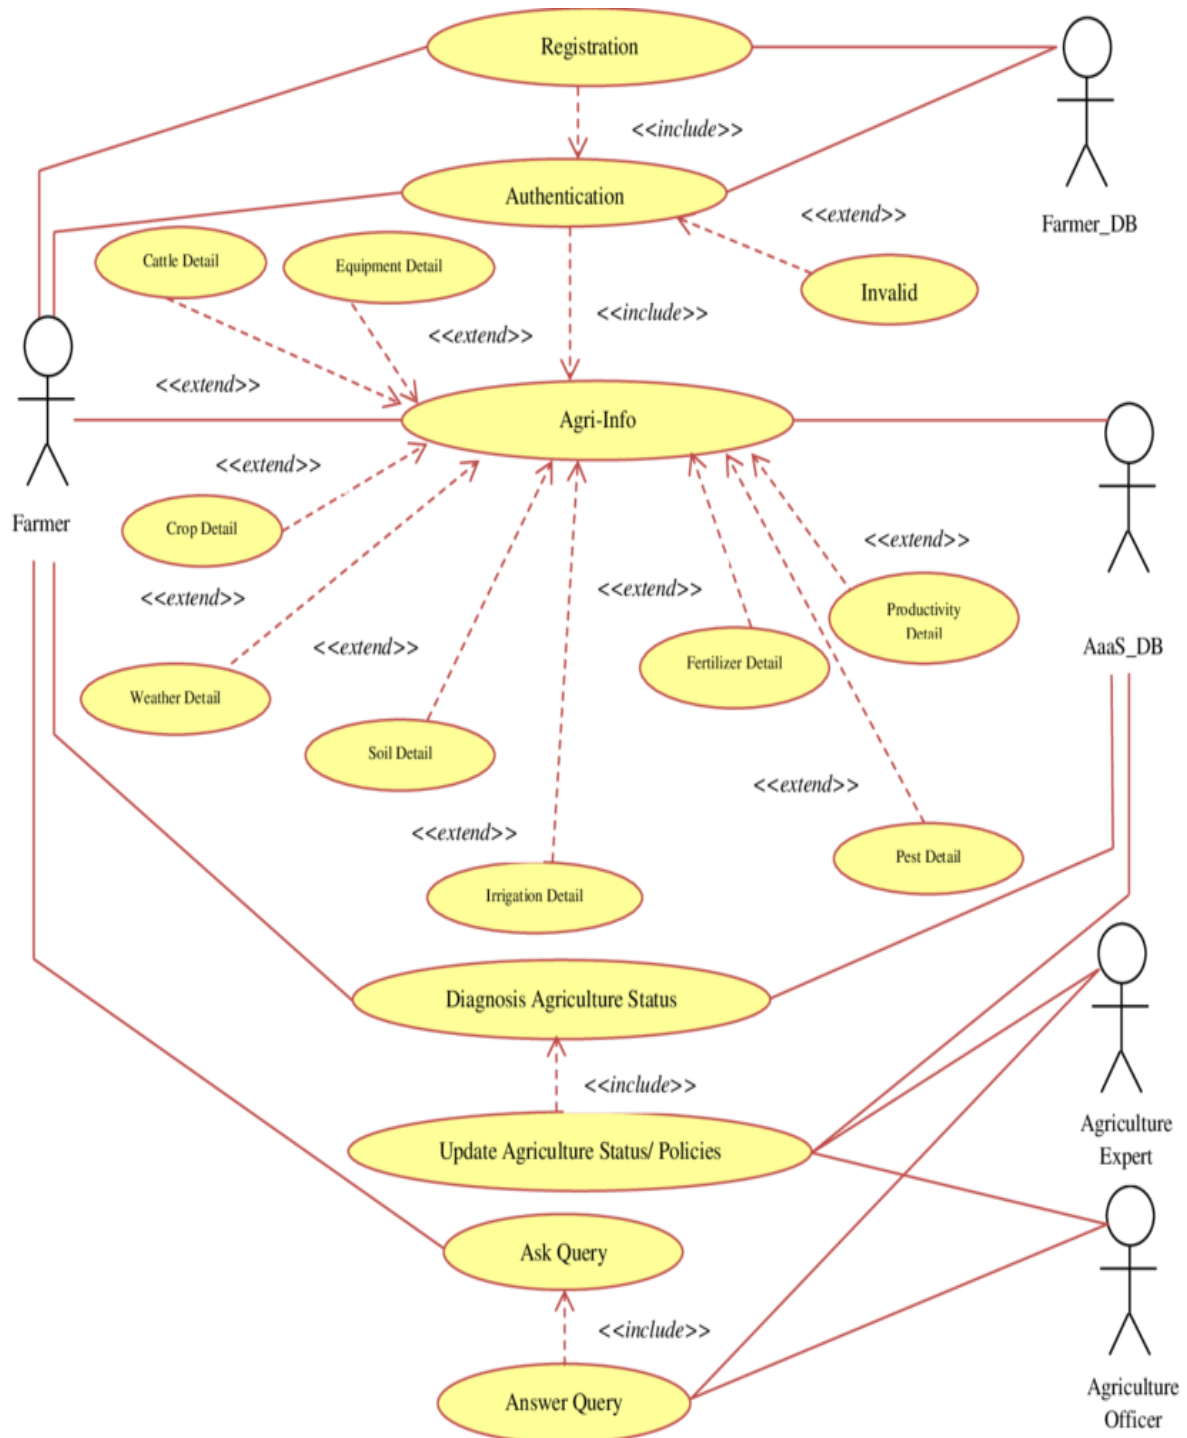 Registration
<<include>>
Authentication
<<extend>>
Farmer_DB
Cattle Detail
Equipment Detail
Invalid
<<include>>
<<extend>>
<<extend>>
Agri-Info
<<extend>>
Farmer
Crop Detail
<<extend>>
<<extend>>
<<extend>>
Productivity
Detail
<<extend>>
AaaS_DB
Fertilizer Detail
Weather Detail
Soil Detail
<<extend>>
<<extend>>
Pest Detail
Irrigation Detail
Diagnosis Agriculture Status
<<include>>
Agriculture
Expert
Update Agriculture Status/ Policies
Ask Query
<<include>>
Agriculture
Officer
Answer Query